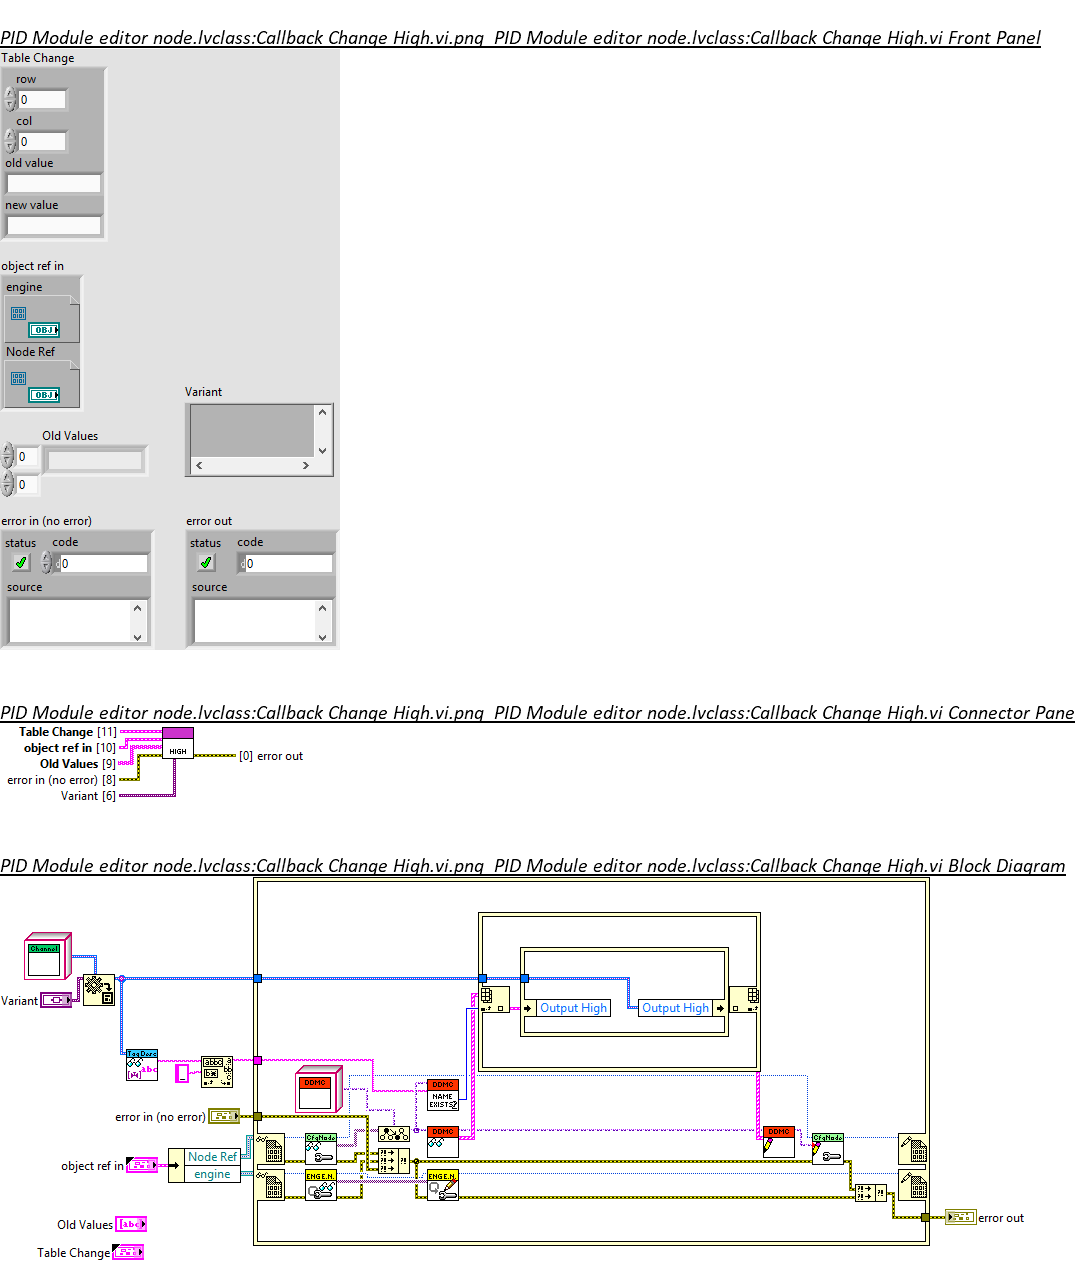 PID Module editor node.lvclass:Callback Change High.vi.png  PID Module editor node.lvclass:Callback Change High.vi Front Panel
Table Change
row
0
col
0
old value
new value
object ref in
engine
OBJ
Node Ref
OBJ
Variant
Old Values
0
0
error in (no error)
error out
status
code
0
status
code
0
source
source
PID Module editor node.lvclass:Callback Change High.vi.png  PID Module editor node.lvclass:Callback Change High.vi Connector Pane
Table Change [11]
object ref in [10]
Old Values [9]
error in (no error) [8]
Variant [6]
HIGH
[0] error out
PID Module editor node.lvclass:Callback Change High.vi.png  PID Module editor node.lvclass:Callback Change High.vi Block Diagram
Channel
Variant
Output High
Output High
TagDesc
abc
DDMC
DDMC
NAME
EXISTS?
error in (no error)
CfgNode
DDMC
DDMC
CfgNode
object ref in
Node Ref
engine
ENGE.N
ENGE.N
Old Values
abc
error out
Table Change